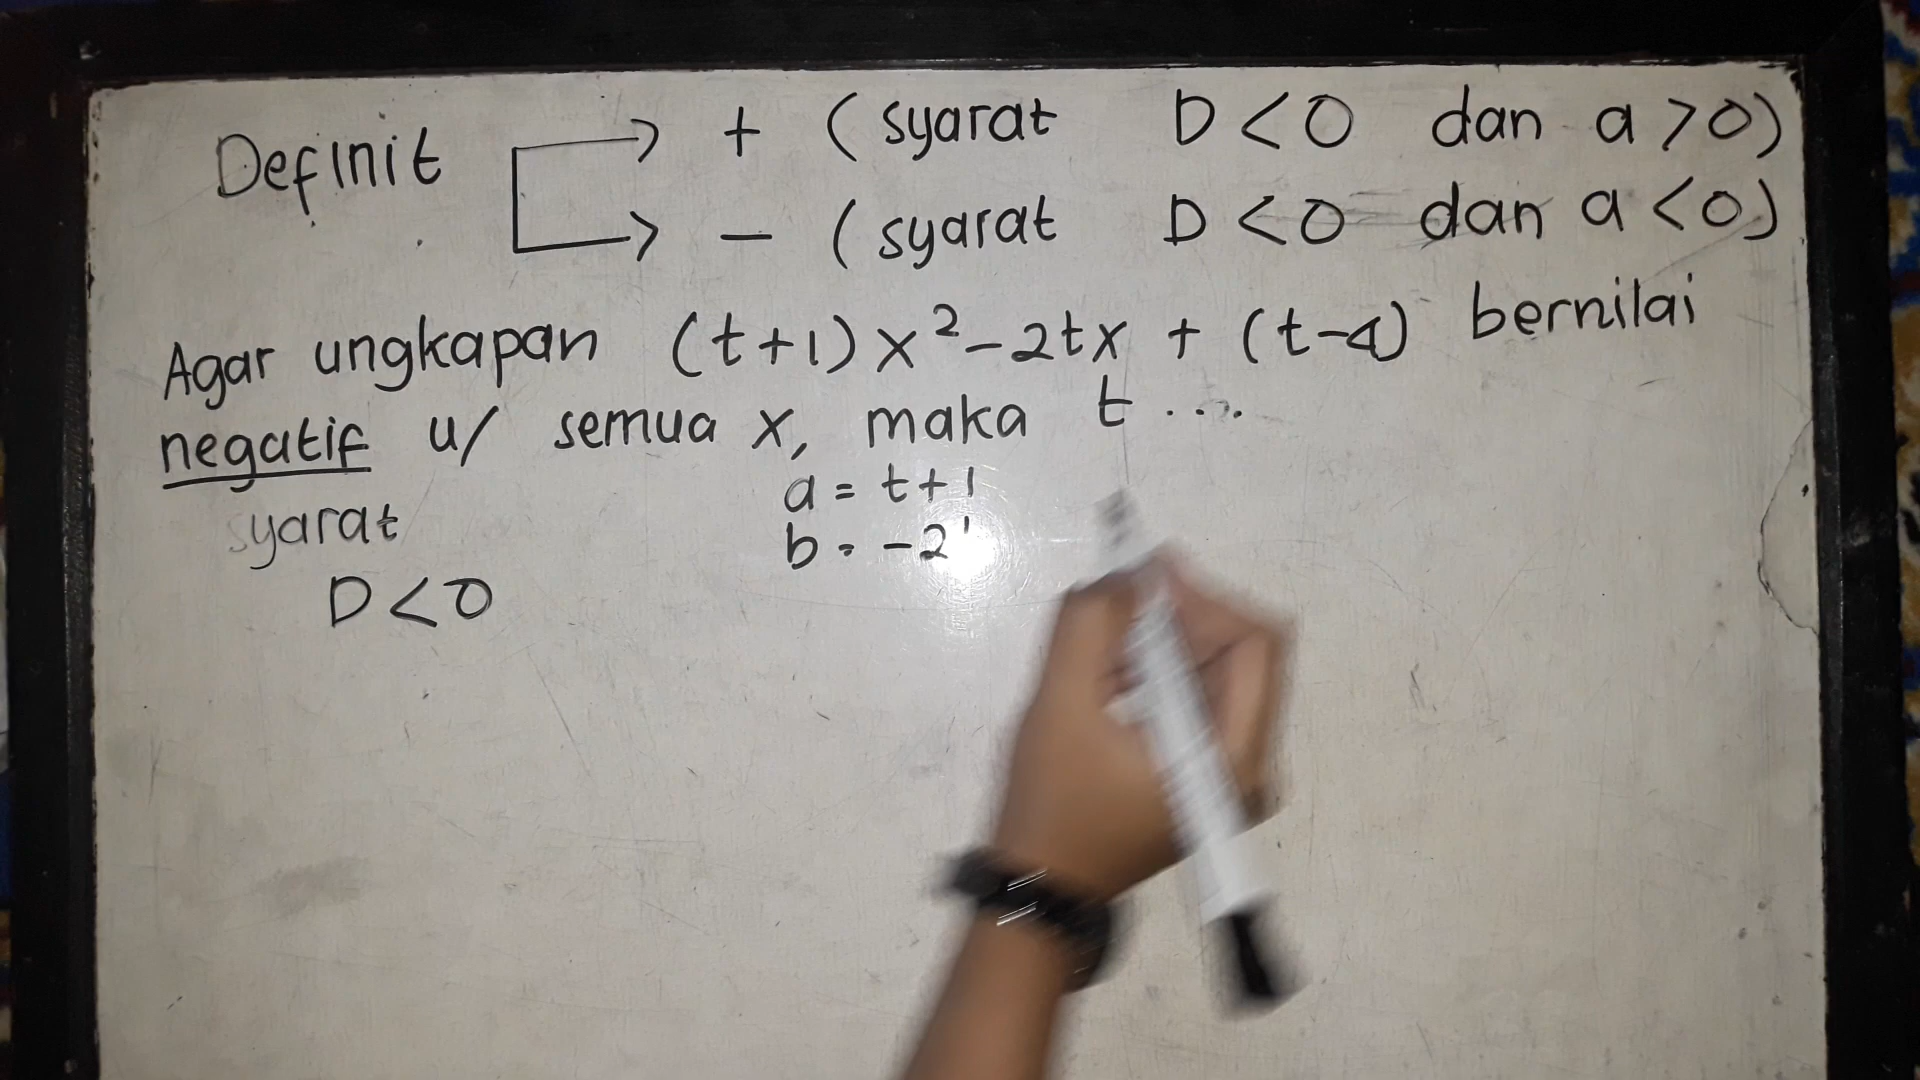 Definit → + (syarat D < 0 dan a > 0)
→ - (syarat D < 0 dan a < 0)
Agar ungkapan (t+1)x² - 2tx + (t-4) bernilai
negatif u/ semua x, maka t ...
syarat
D < 0
a = t+1
b = -2